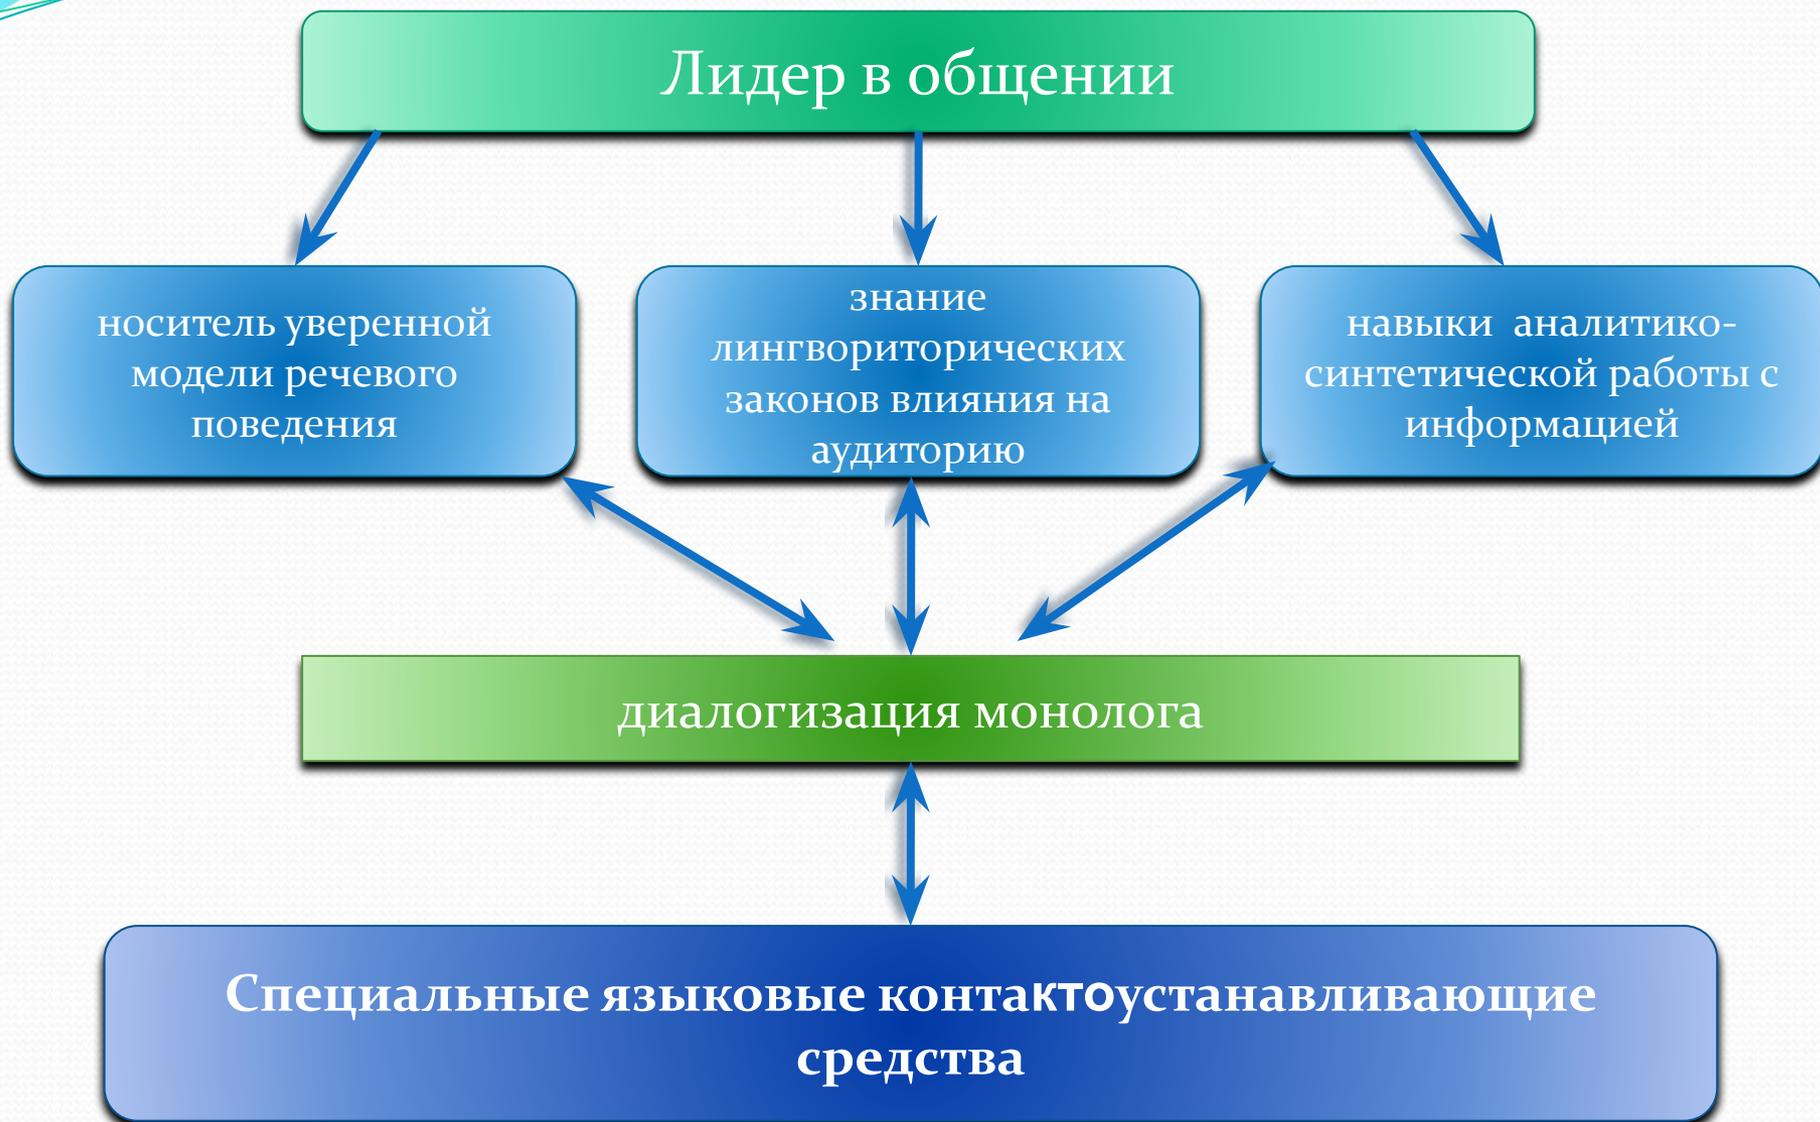 Лидер в общении
носитель уверенной
модели речевого
поведения
знание
лингвориторических
законов влияния на
аудиторию
навыки аналитико-
синтетической работы с
информацией
диалогизация монолога
Специальные языковые контактоустанавливающие
средства